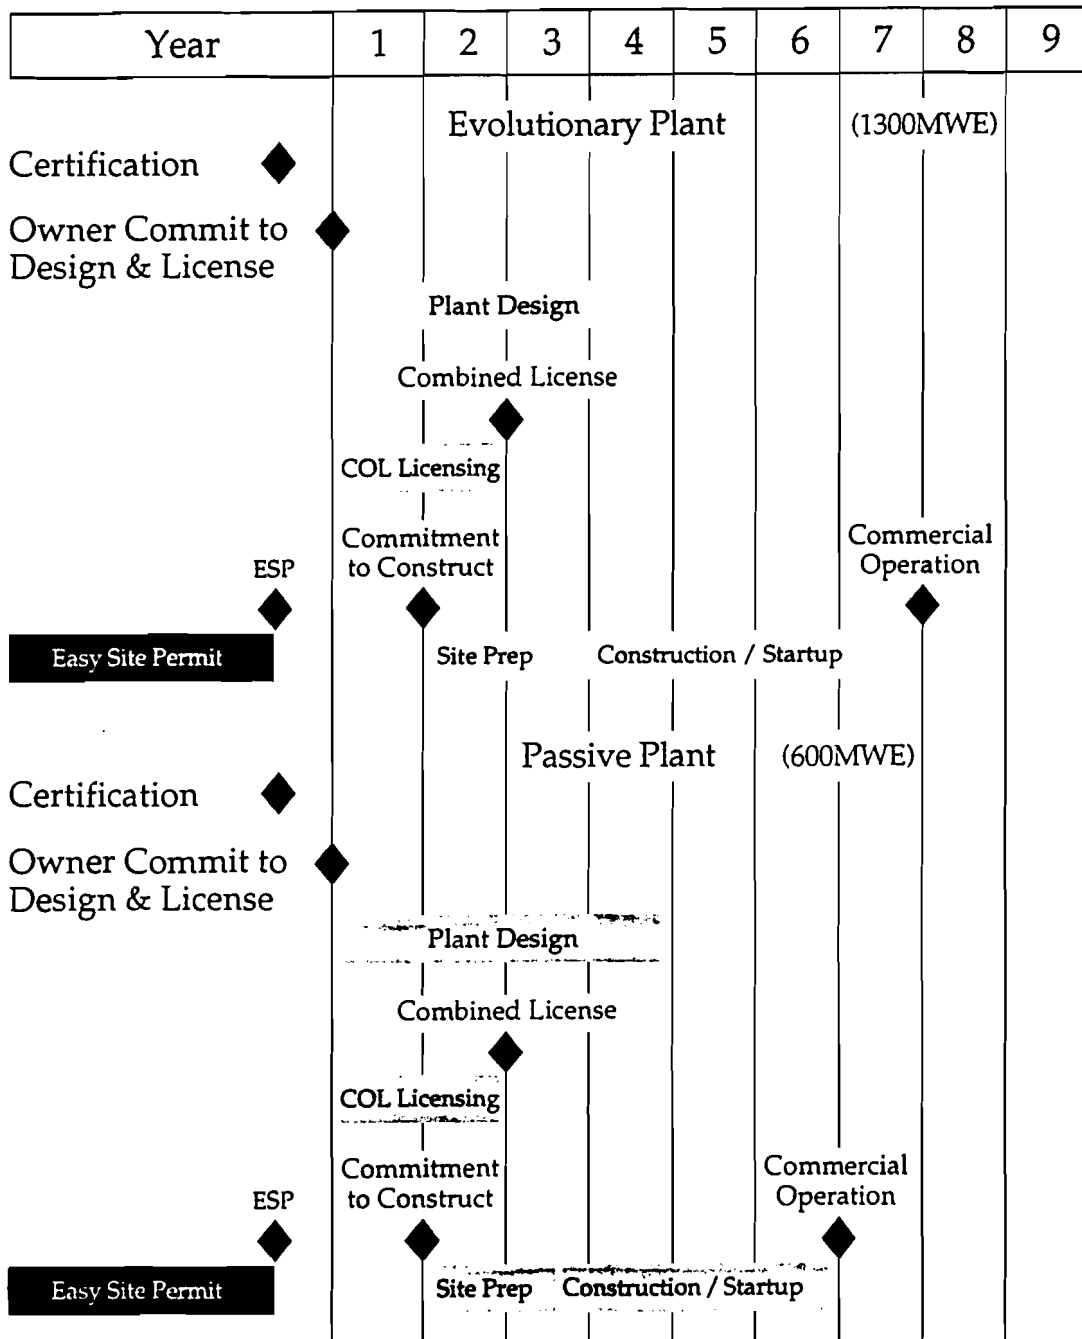 Year 1 2 3 4 5 6 7 8 9
Evolutionary Plant (1300MWE)
Certification
Owner Commit to
Design & License
Plant Design
Combined License
COL Licensing
Commitment
to Construct
Commercial
Operation
ESP
Easy Site Permit
Site Prep
Construction / Startup
Passive Plant (600MWE)
Certification
Owner Commit to
Design & License
Plant Design
Combined License
COL Licensing
Commitment
to Construct
Commercial
Operation
ESP
Easy Site Permit
Site Prep
Construction / Startup